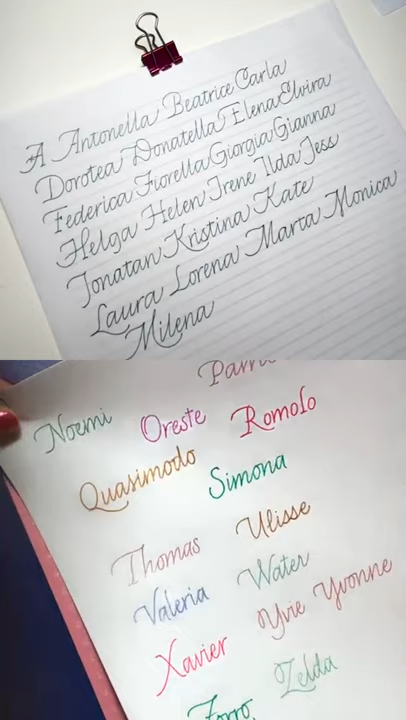 A Antonella Beatrice Carla
Dorotea Donatella Elena Elvira
Federica Fiorella Giorgia Gianna
Helga Helen Irene Ilda Jess
Jonatan Kristina Kate
Laura Lorena Marta Monica
Milena
Noemi Oreste Romolo
Quasimodo Simona
Thomas Ulisse
Valeria Water
Xavier Yvie Yvonne
Zorro Zelda